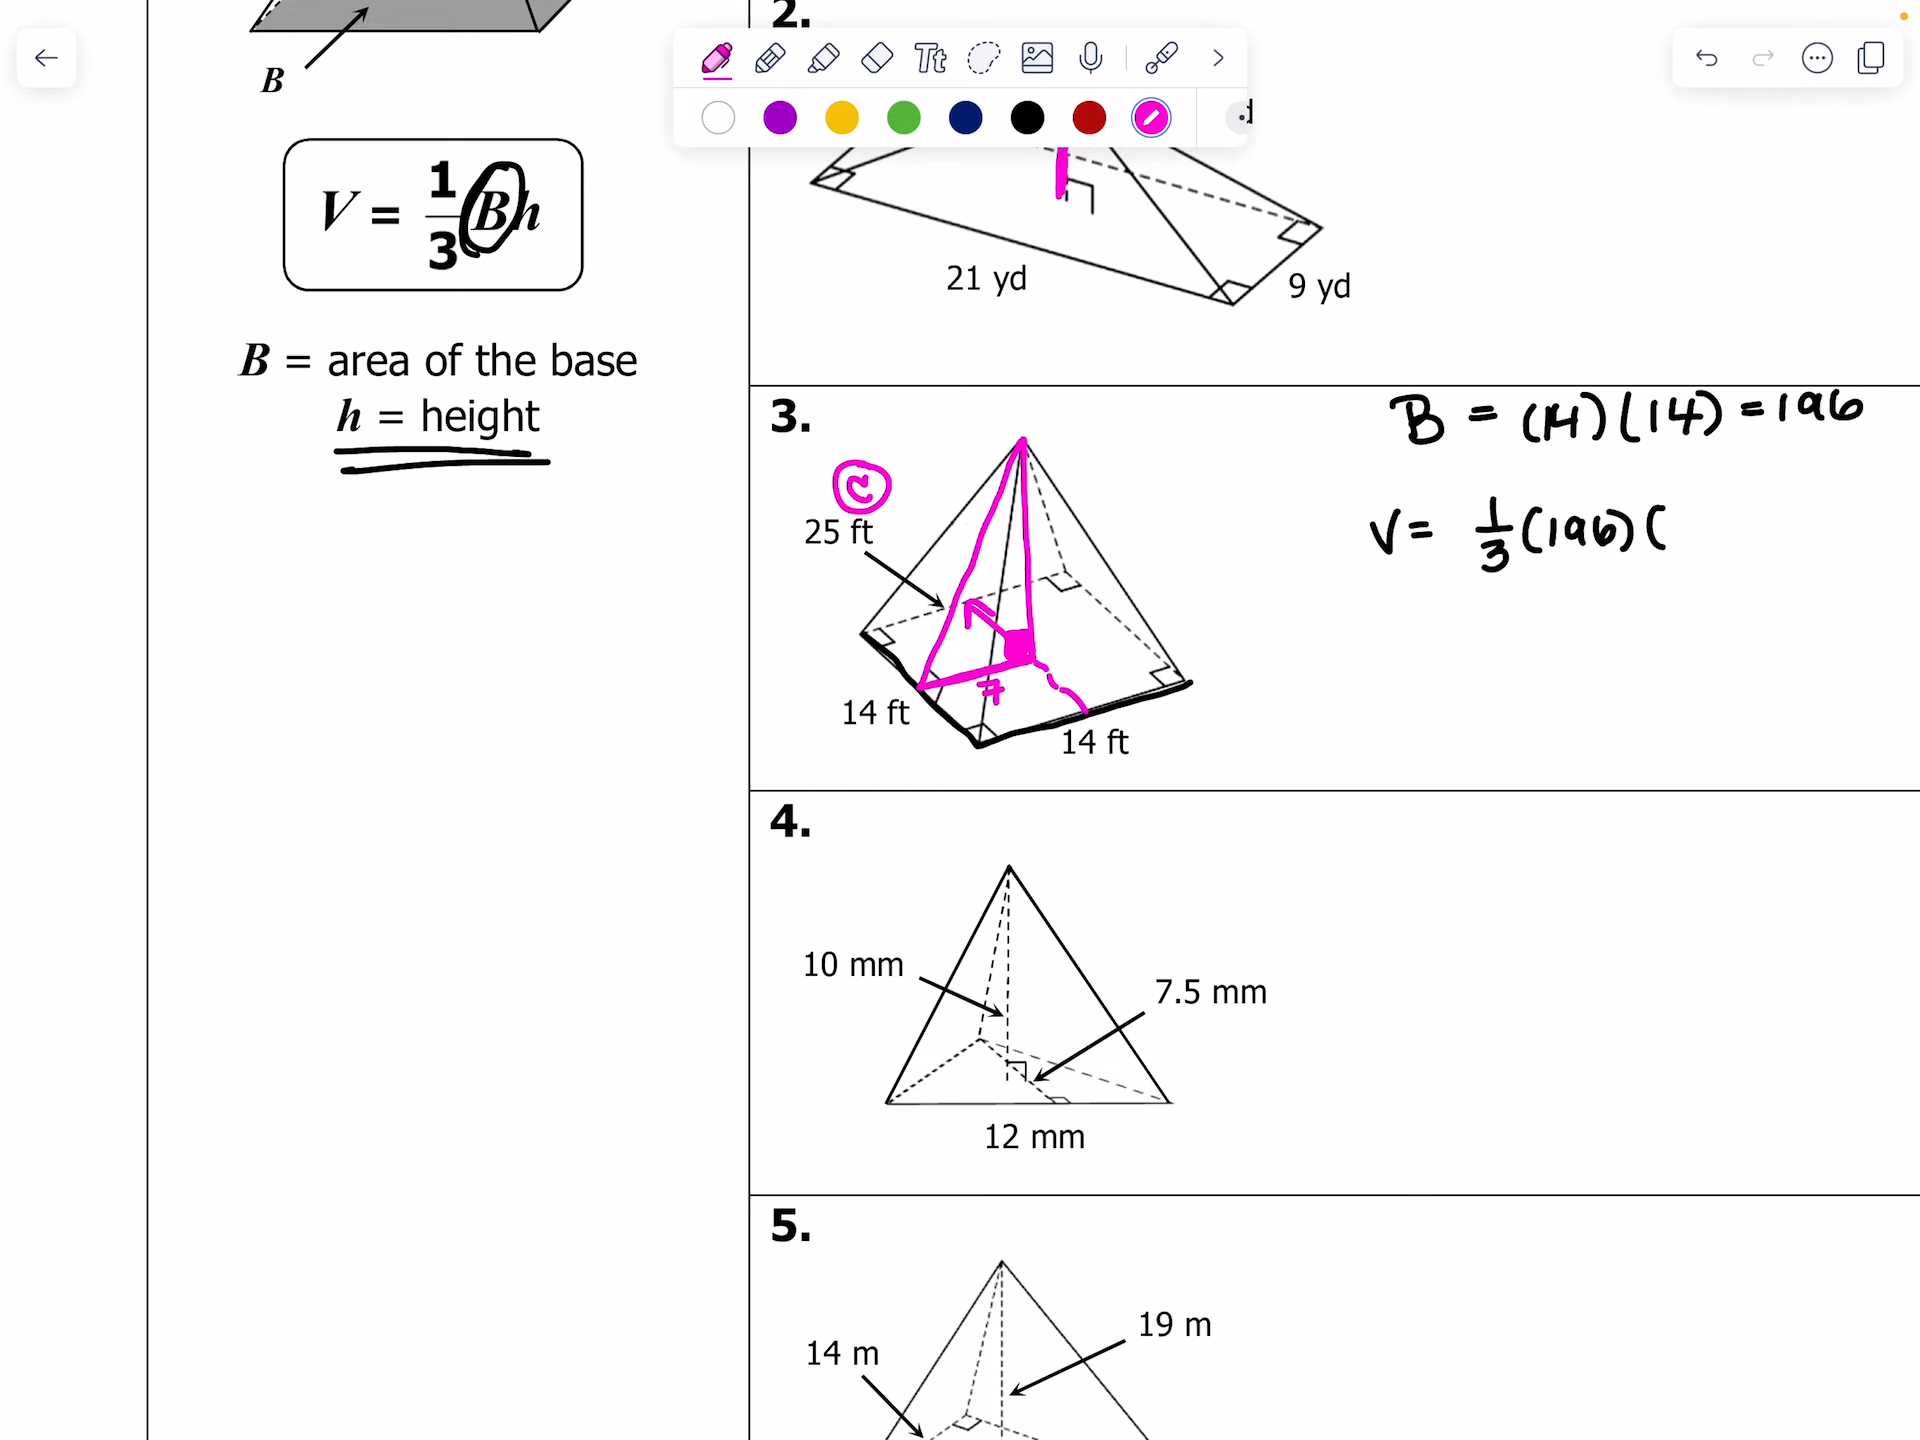 B
V = 1/3 Bh
B = area of the base
h = height
2.
21 yd
9 yd
3.
B = (14)(14) = 196
C
25 ft
V = 1/3 (196)(
7
14 ft
14 ft
4.
10 mm
7.5 mm
12 mm
5.
19 m
14 m
Tt